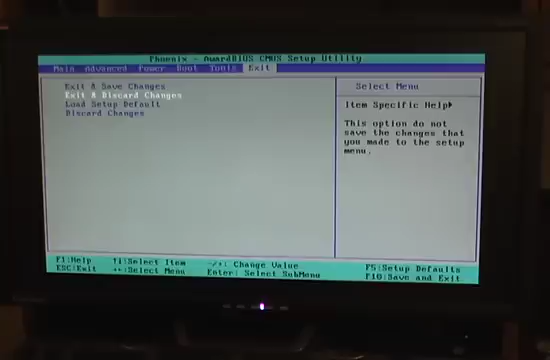 Phoenix - AwardBIOS CMOS Setup Utility
Main Advanced Power Boot Tools Exit
Exit & Save Changes
Exit & Discard Changes
Load Setup Default
Discard Changes
Select Menu
Item Specific Help▶
This option do not
save the changes that
you made to the setup
menu.
F1:Help ↑↓:Select Item -/+: Change Value F5:Setup Defaults
ESC:Exit →←:Select Menu Enter: Select SubMenu F10:Save and Exit